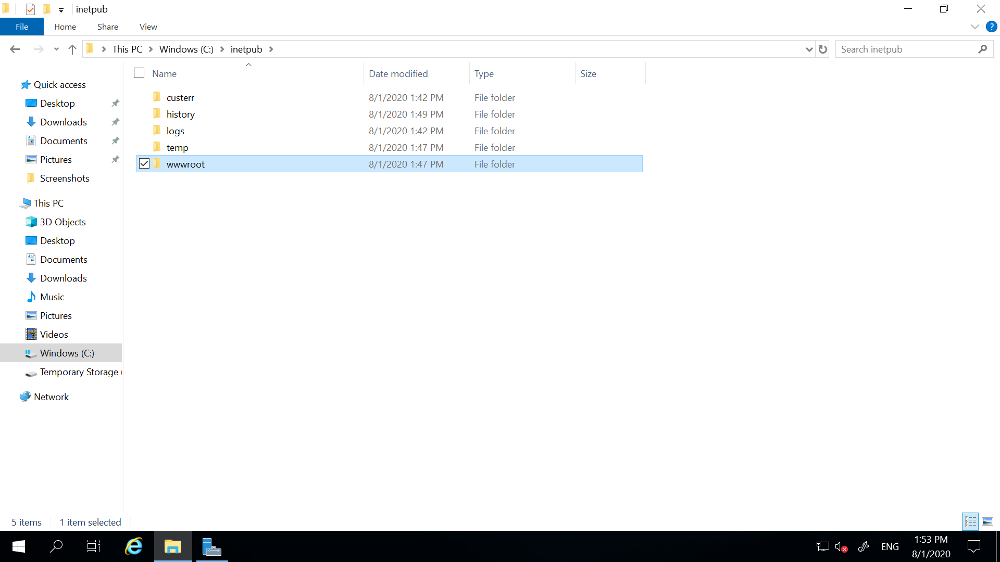 inetpub
File Home Share View
This PC Windows (C:) inetpub
Search inetpub
Name Date modified Type Size
custerr 8/1/2020 1:42 PM File folder
history 8/1/2020 1:49 PM File folder
logs 8/1/2020 1:42 PM File folder
temp 8/1/2020 1:47 PM File folder
wwwroot 8/1/2020 1:47 PM File folder
Quick access
Desktop
Downloads
Documents
Pictures
Screenshots
This PC
3D Objects
Desktop
Documents
Downloads
Music
Pictures
Videos
Windows (C:)
Temporary Storage (
Network
5 items 1 item selected
ENG
1:53 PM
8/1/2020